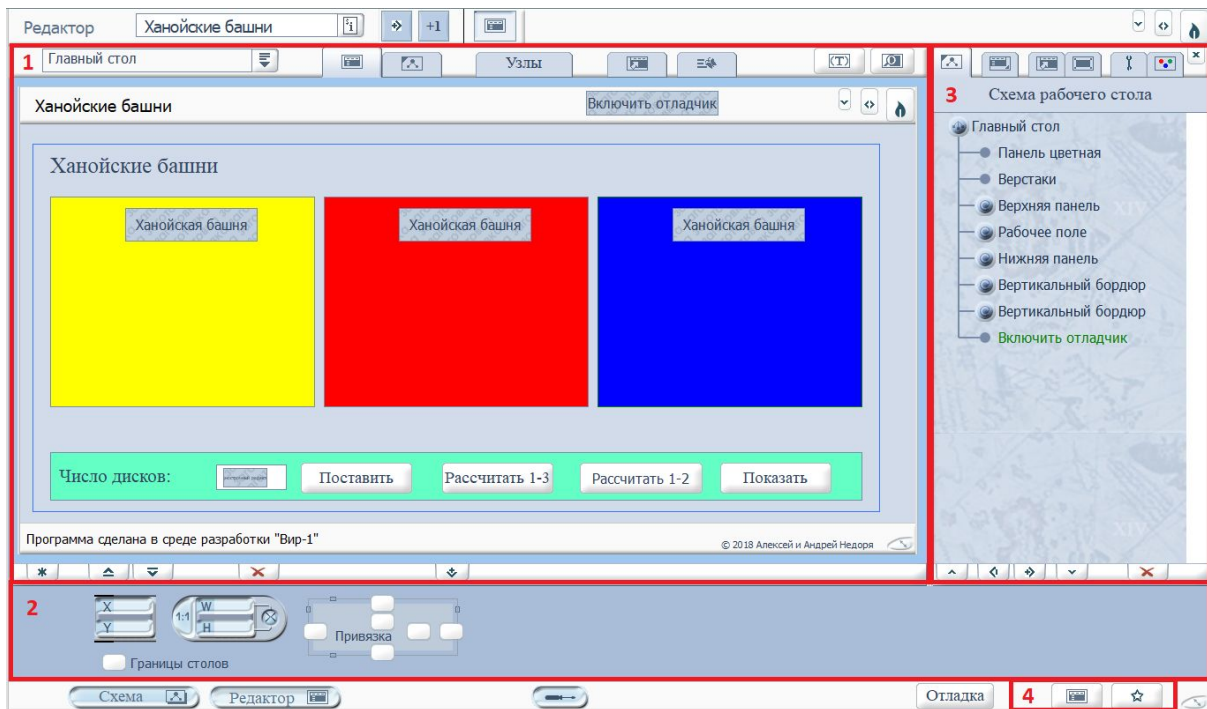 Редактор Ханойские башни i +1
1 Главный стол Узлы (T)
Ханойские башни Включить отладчик
Ханойские башни
Ханойская башня Ханойская башня Ханойская башня
Число дисков: Поставить Рассчитать 1-3 Рассчитать 1-2 Показать
Программа сделана в среде разработки "Вир-1" © 2018 Алексей и Андрей Недоря
3 Схема рабочего стола
Главный стол
Панель цветная
Верстаки
Верхняя панель
Рабочее поле
Нижняя панель
Вертикальный бордюр
Вертикальный бордюр
Включить отладчик
XIV
XIV
2 X 1:1 W
Y H
Привязка
Границы столов
Схема Редактор Отладка 4